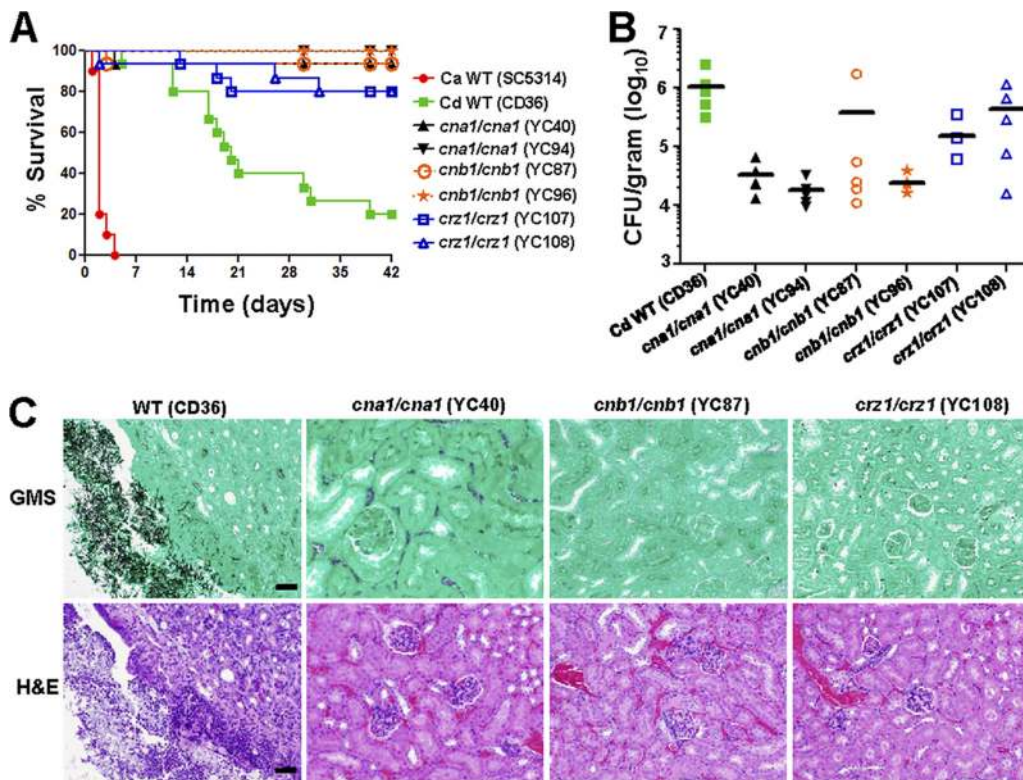 A
% Survival
100
80
60
40
20
0
0 7 14 21 28 35 42
Time (days)
Ca WT (SC5314)
Cd WT (CD36)
cna1/cna1 (YC40)
cna1/cna1 (YC94)
cnb1/cnb1 (YC87)
cnb1/cnb1 (YC96)
crz1/crz1 (YC107)
crz1/crz1 (YC108)
B
CFU/gram (log10)
6
6
5
4
3
Cd WT (CD36)
cna1/cna1 (YC40)
cna1/cna1 (YC94)
cnb1/cnb1 (YC87)
cnb1/cnb1 (YC96)
crz1/crz1 (YC107)
crz1/crz1 (YC108)
C
WT (CD36) cna1/cna1 (YC40) cnb1/cnb1 (YC87) crz1/crz1 (YC108)
GMS
H&E